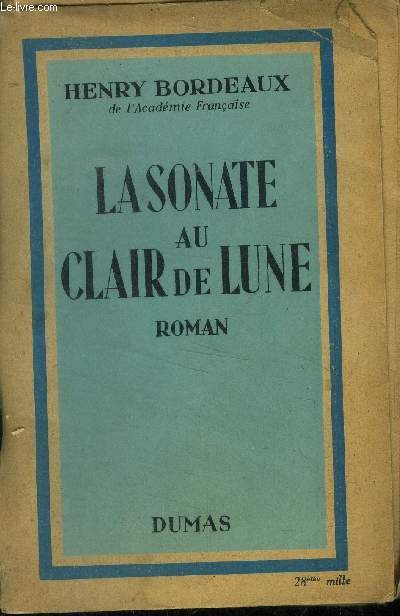 Le-livre.com
HENRY BORDEAUX
de l'Académie Française
LA SONATE
AU
CLAIR DE LUNE
ROMAN
DUMAS
28ème mille